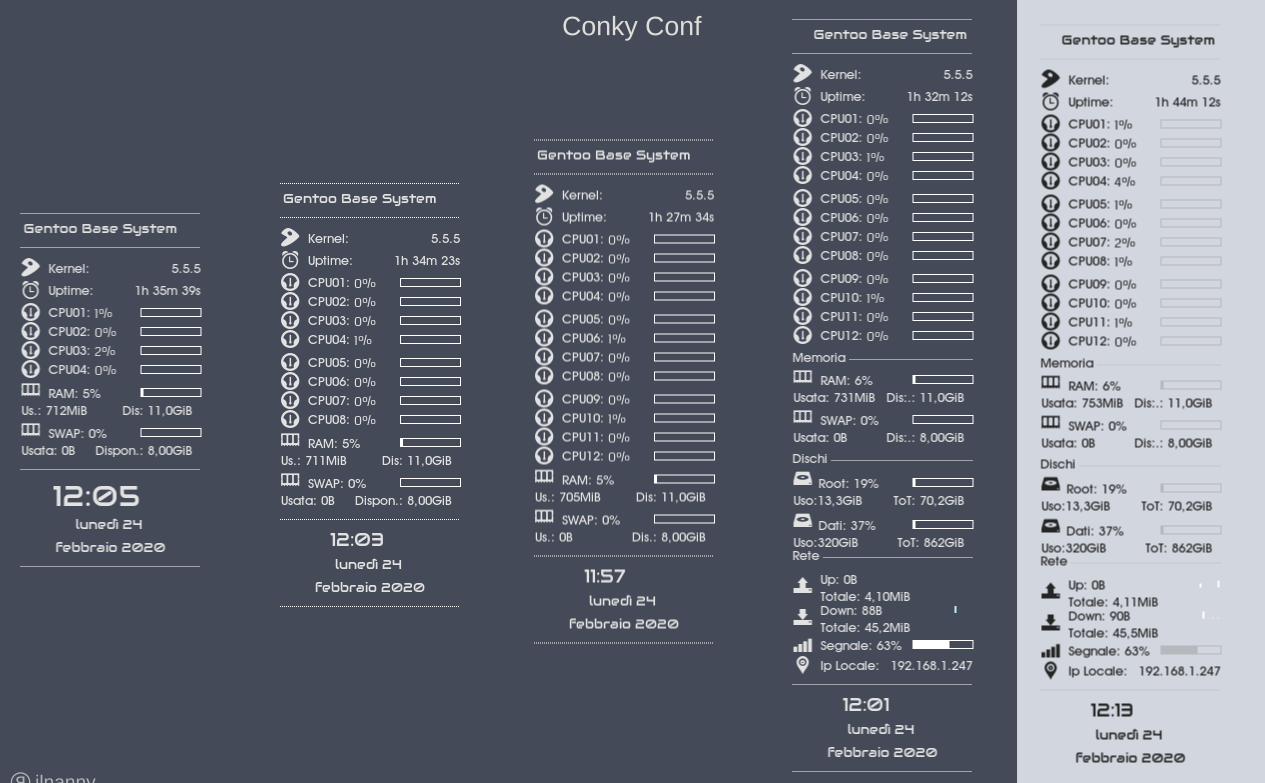 Conky Conf
Gentoo Base System
Kernel: 5.5.5
Uptime: 1h 35m 39s
CPU01: 1%
CPU02: 0%
CPU03: 2%
CPU04: 0%
RAM: 5%
Us.: 712MiB Dis: 11,0GiB
SWAP: 0%
Usata: 0B Dispon.: 8,00GiB
12:05
lunedì 24
febbraio 2020
Gentoo Base System
Kernel: 5.5.5
Uptime: 1h 34m 23s
CPU01: 0%
CPU02: 0%
CPU03: 0%
CPU04: 1%
CPU05: 0%
CPU06: 0%
CPU07: 0%
CPU08: 0%
RAM: 5%
Us.: 711MiB Dis: 11,0GiB
SWAP: 0%
Usata: 0B Dispon.: 8,00GiB
12:03
lunedì 24
febbraio 2020
Gentoo Base System
Kernel: 5.5.5
Uptime: 1h 27m 34s
CPU01: 0%
CPU02: 0%
CPU03: 0%
CPU04: 0%
CPU05: 0%
CPU06: 1%
CPU07: 0%
CPU08: 0%
CPU09: 0%
CPU10: 1%
CPU11: 0%
CPU12: 0%
RAM: 5%
Us.: 705MiB Dis: 11,0GiB
SWAP: 0%
Us.: 0B Dis.: 8,00GiB
11:57
lunedì 24
febbraio 2020
Gentoo Base System
Kernel: 5.5.5
Uptime: 1h 32m 12s
CPU01: 0%
CPU02: 0%
CPU03: 1%
CPU04: 0%
CPU05: 0%
CPU06: 0%
CPU07: 0%
CPU08: 0%
CPU09: 0%
CPU10: 1%
CPU11: 0%
CPU12: 0%
Memoria
RAM: 6%
Usata: 731MiB Dis:.: 11,0GiB
SWAP: 0%
Usata: 0B Dis:.: 8,00GiB
Dischi
Root: 19%
Uso:13,3GiB ToT: 70,2GiB
Dati: 37%
Uso:320GiB ToT: 862GiB
Rete
Up: 0B
Totale: 4,10MiB
Down: 88B
Totale: 45,2MiB
Segnale: 63%
Ip Locale: 192.168.1.247
12:01
lunedì 24
febbraio 2020
Gentoo Base System
Kernel: 5.5.5
Uptime: 1h 44m 12s
CPU01: 1%
CPU02: 0%
CPU03: 0%
CPU04: 4%
CPU05: 1%
CPU06: 0%
CPU07: 2%
CPU08: 1%
CPU09: 0%
CPU10: 0%
CPU11: 1%
CPU12: 0%
Memoria
RAM: 6%
Usata: 753MiB Dis:.: 11,0GiB
SWAP: 0%
Usata: 0B Dis:.: 8,00GiB
Dischi
Root: 19%
Uso:13,3GiB ToT: 70,2GiB
Dati: 37%
Uso:320GiB ToT: 862GiB
Rete
Up: 0B
Totale: 4,11MiB
Down: 90B
Totale: 45,5MiB
Segnale: 63%
Ip Locale: 192.168.1.247
12:13
lunedì 24
febbraio 2020
ilnanny